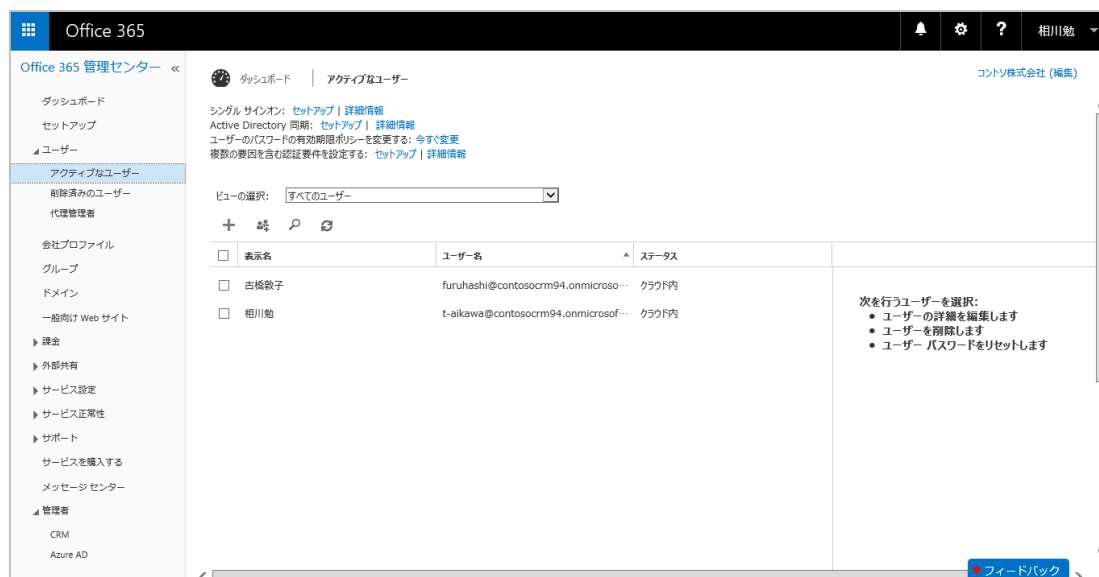 Office 365
?
相川勉
Office 365 管理センター «
ダッシュボード
セットアップ
ユーザー
アクティブなユーザー
削除済みのユーザー
代理管理者
会社プロファイル
グループ
ドメイン
一般向け Web サイト
課金
外部共有
サービス設定
サービス正常性
サポート
サービスを購入する
メッセージ センター
管理者
CRM
Azure AD
ダッシュボード | アクティブなユーザー
コントソ株式会社 (編集)
シングル サインオン: セットアップ | 詳細情報
Active Directory 同期: セットアップ | 詳細情報
ユーザーのパスワードの有効期限ポリシーを変更する: 今すぐ変更
複数の要因を含む認証要件を設定する: セットアップ | 詳細情報
ビューの選択: すべてのユーザー
表示名 ユーザー名 ステータス
古橋敦子 furuhashi@contosocrm94.onmicroso… クラウド内
相川勉 t-aikawa@contosocrm94.onmicrosof… クラウド内
次を行うユーザーを選択:
• ユーザーの詳細を編集します
• ユーザーを削除します
• ユーザー パスワードをリセットします
フィードバック